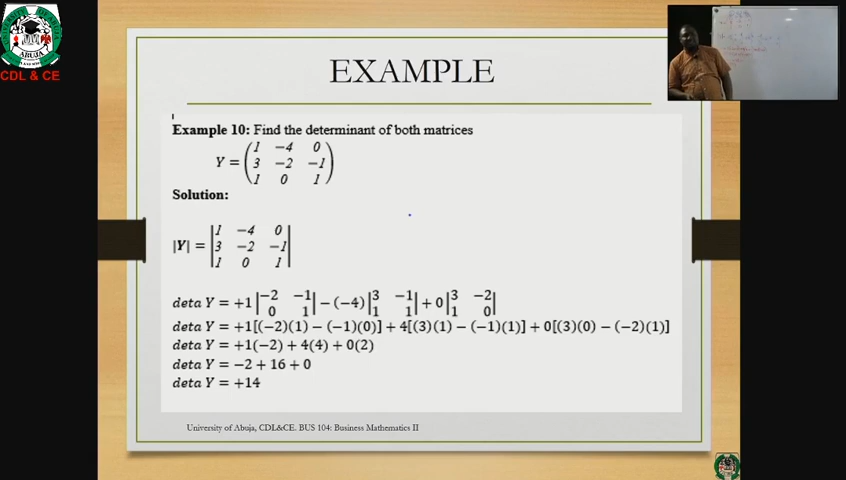 UNIVERSITY OF ABUJA
ABUJA
CDL & CE
EXAMPLE
Example 10: Find the determinant of both matrices
Y = ( 1 −4 0
3 −2 −1
1 0 1 )
Solution:
|Y| = | 1 −4 0
3 −2 −1
1 0 1 |
deta Y = +1 |−2 −1; 0 1| − (−4) |3 −1; 1 1| + 0 |3 −2; 1 0|
deta Y = +1[(−2)(1) − (−1)(0)] + 4[(3)(1) − (−1)(1)] + 0[(3)(0) − (−2)(1)]
deta Y = +1(−2) + 4(4) + 0(2)
deta Y = −2 + 16 + 0
deta Y = +14
University of Abuja, CDL&CE. BUS 104: Business Mathematics II